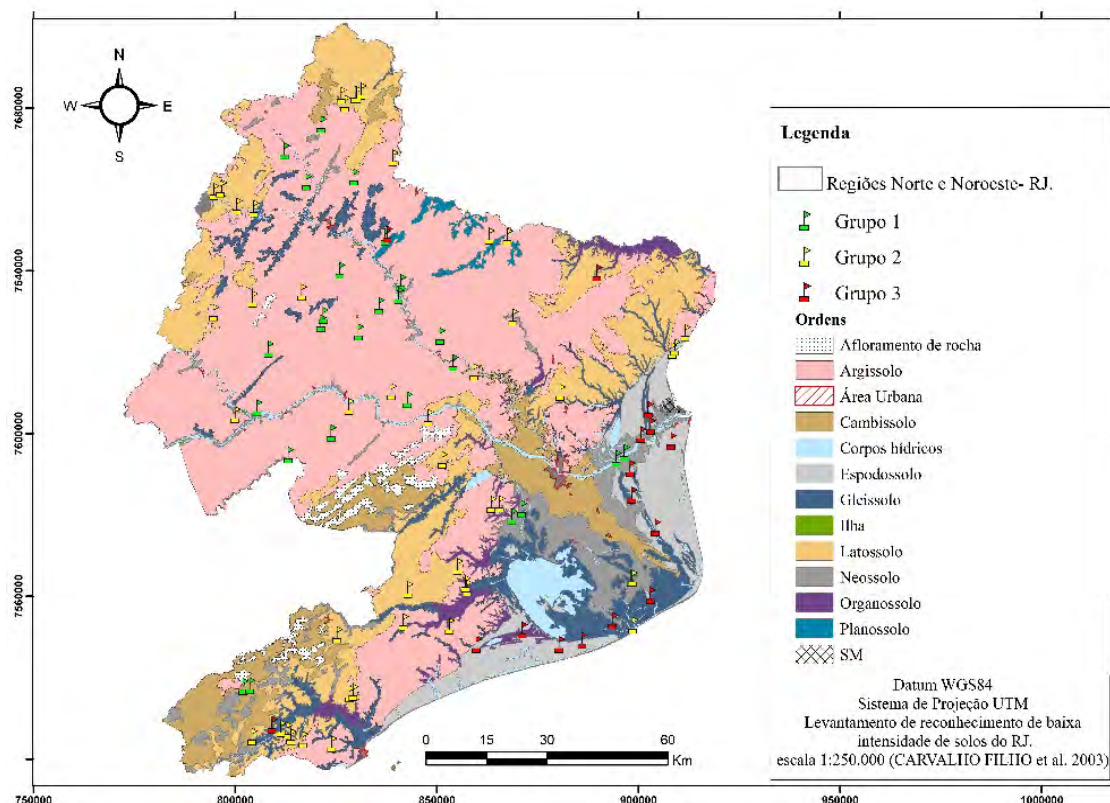 N
W
E
S
7680000
7640000
7600000
7560000
0
15
30
60
Km
750000
800000
850000
900000
950000
1000000
Legenda
Regiões Norte e Noroeste- RJ.
Grupo 1
Grupo 2
Grupo 3
Ordens
Afloramento de rocha
Argissolo
Área Urbana
Cambissolo
Corpos hídricos
Espodossolo
Gleissolo
Ilha
Latossolo
Neossolo
Organossolo
Planossolo
SM
Datum WGS84
Sistema de Projeção UTM
Levantamento de reconhecimento de baixa
intensidade de solos do RJ.
escala 1:250.000 (CARVALHO FILHO et al. 2003)